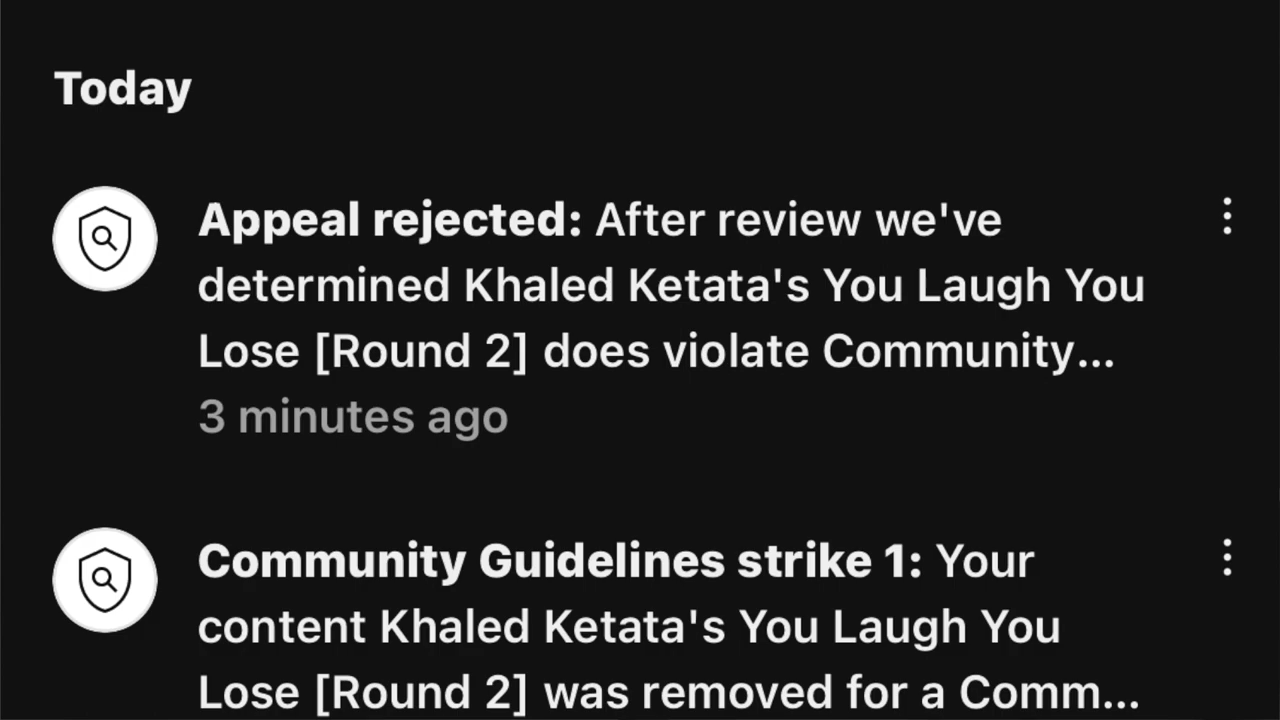 Today
Appeal rejected: After review we've
determined Khaled Ketata's You Laugh You
Lose [Round 2] does violate Community...
3 minutes ago
Community Guidelines strike 1: Your
content Khaled Ketata's You Laugh You
Lose [Round 2] was removed for a Comm...